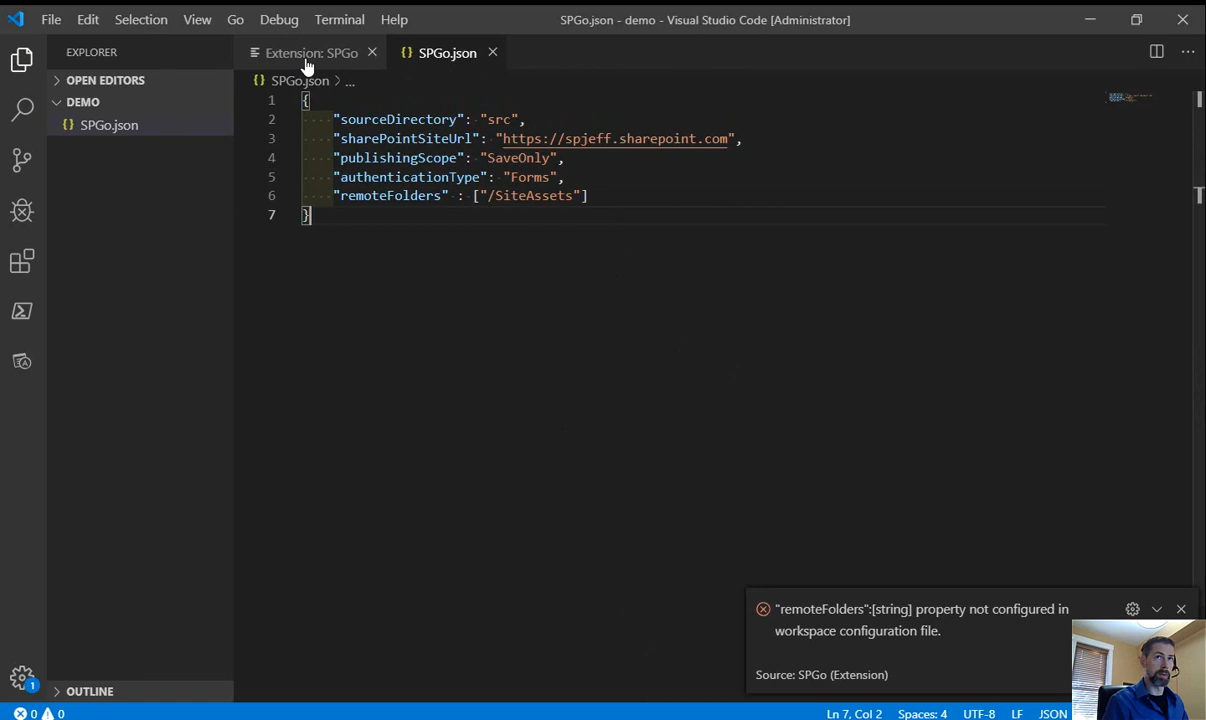 File Edit Selection View Go Debug Terminal Help SPGo.json - demo - Visual Studio Code [Administrator]
EXPLORER
Extension: SPGo
{} SPGo.json
OPEN EDITORS
{} SPGo.json > ...
DEMO
{} SPGo.json
1 {
2 "sourceDirectory": "src",
3 "sharePointSiteUrl": "https://spjeff.sharepoint.com",
4 "publishingScope": "SaveOnly",
5 "authenticationType": "Forms",
6 "remoteFolders" : ["/SiteAssets"]
7 }
"remoteFolders":[string] property not configured in
workspace configuration file.
Source: SPGo (Extension)
OUTLINE
1
0 0 Ln 7, Col 2 Spaces: 4 UTF-8 LF JSON